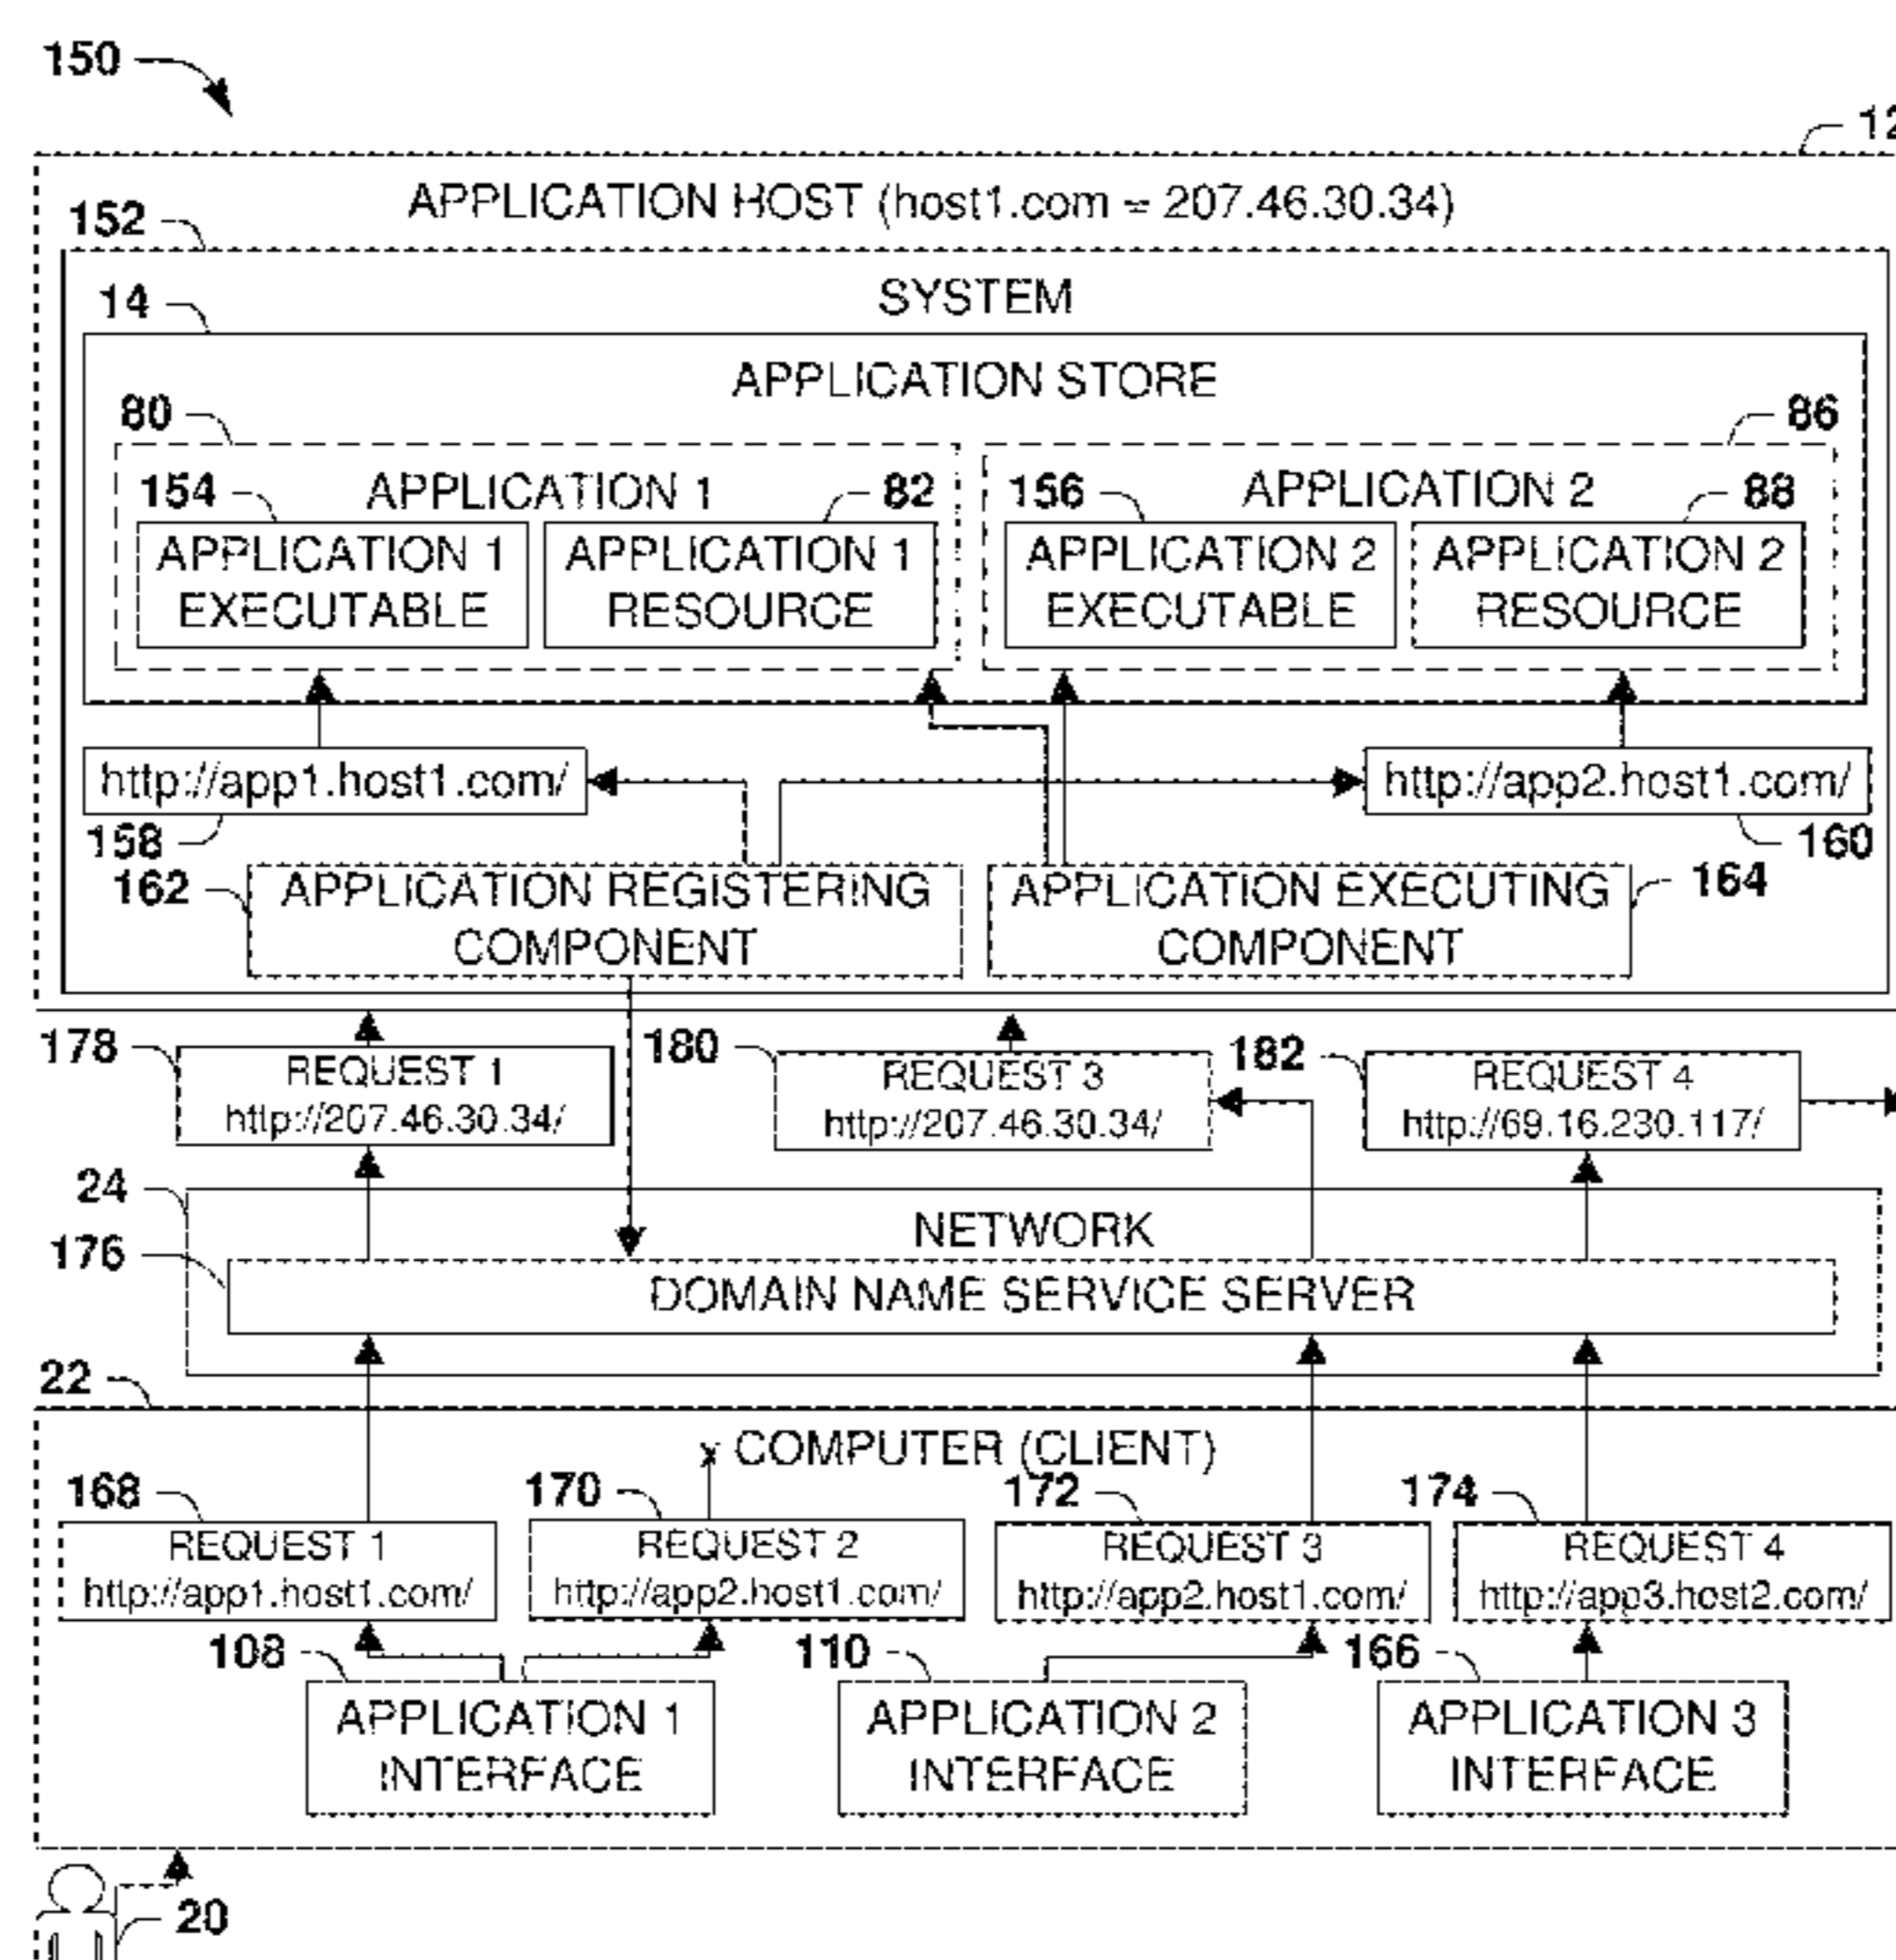 150
12
APPLICATION HOST (host1.com = 207.46.30.34)
152
SYSTEM
14
APPLICATION STORE
80
86
154
APPLICATION 1
82
156
APPLICATION 2
88
APPLICATION 1
EXECUTABLE
APPLICATION 1
RESOURCE
APPLICATION 2
EXECUTABLE
APPLICATION 2
RESOURCE
http://app1.host1.com/
http://app2.host1.com/
158
160
162
APPLICATION REGISTERING
COMPONENT
APPLICATION EXECUTING
COMPONENT
164
178
REQUEST 1
http://207.46.30.34/
180
REQUEST 3
http://207.46.30.34/
182
REQUEST 4
http://69.16.230.117/
24
NETWORK
176
DOMAIN NAME SERVICE SERVER
22
x COMPUTER (CLIENT)
168
170
172
174
REQUEST 1
http://app1.host1.com/
REQUEST 2
http://app2.host1.com/
REQUEST 3
http://app2.host1.com/
REQUEST 4
http://app3.host2.com/
108
110
166
APPLICATION 1
INTERFACE
APPLICATION 2
INTERFACE
APPLICATION 3
INTERFACE
20